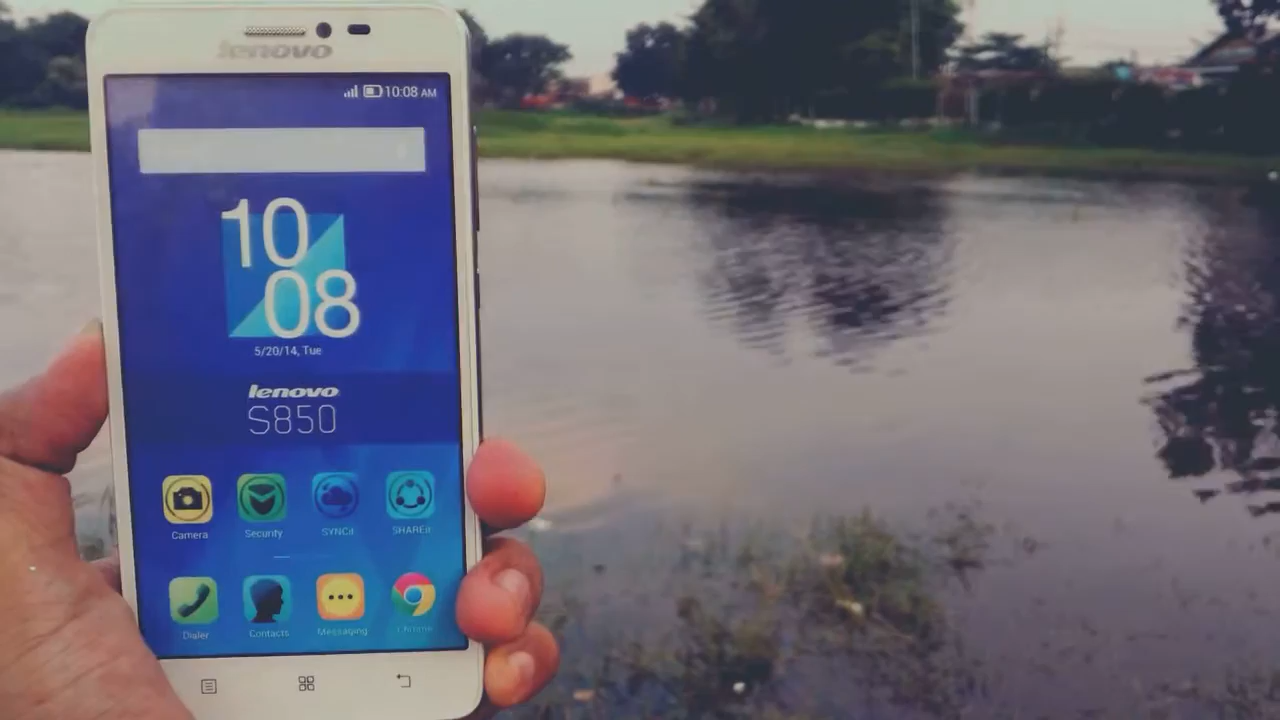 lenovo
10:08 AM
10
08
5/20/14, Tue
lenovo
S850
Camera Security SYNCit SHAREit
Dialer Contacts Messaging Chrome